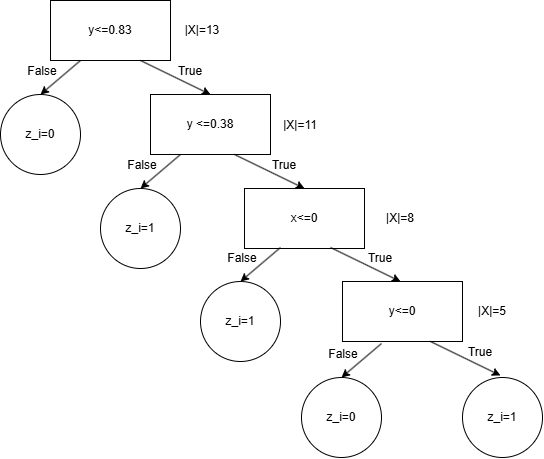 y<=0.83
|X|=13
False
True
z_i=0
y <=0.38
|X|=11
False
True
z_i=1
x<=0
|X|=8
False
True
z_i=1
y<=0
|X|=5
False
True
z_i=0
z_i=1